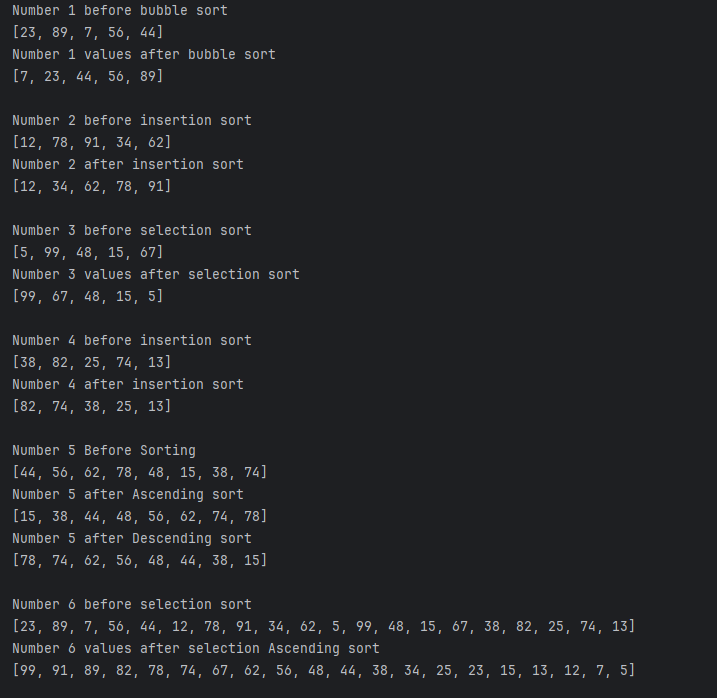 Number 1 before bubble sort
[23, 89, 7, 56, 44]
Number 1 values after bubble sort
[7, 23, 44, 56, 89]
Number 2 before insertion sort
[12, 78, 91, 34, 62]
Number 2 after insertion sort
[12, 34, 62, 78, 91]
Number 3 before selection sort
[5, 99, 48, 15, 67]
Number 3 values after selection sort
[99, 67, 48, 15, 5]
Number 4 before insertion sort
[38, 82, 25, 74, 13]
Number 4 after insertion sort
[82, 74, 38, 25, 13]
Number 5 Before Sorting
[44, 56, 62, 78, 48, 15, 38, 74]
Number 5 after Ascending sort
[15, 38, 44, 48, 56, 62, 74, 78]
Number 5 after Descending sort
[78, 74, 62, 56, 48, 44, 38, 15]
Number 6 before selection sort
[23, 89, 7, 56, 44, 12, 78, 91, 34, 62, 5, 99, 48, 15, 67, 38, 82, 25, 74, 13]
Number 6 values after selection Ascending sort
[99, 91, 89, 82, 78, 74, 67, 62, 56, 48, 44, 38, 34, 25, 23, 15, 13, 12, 7, 5]